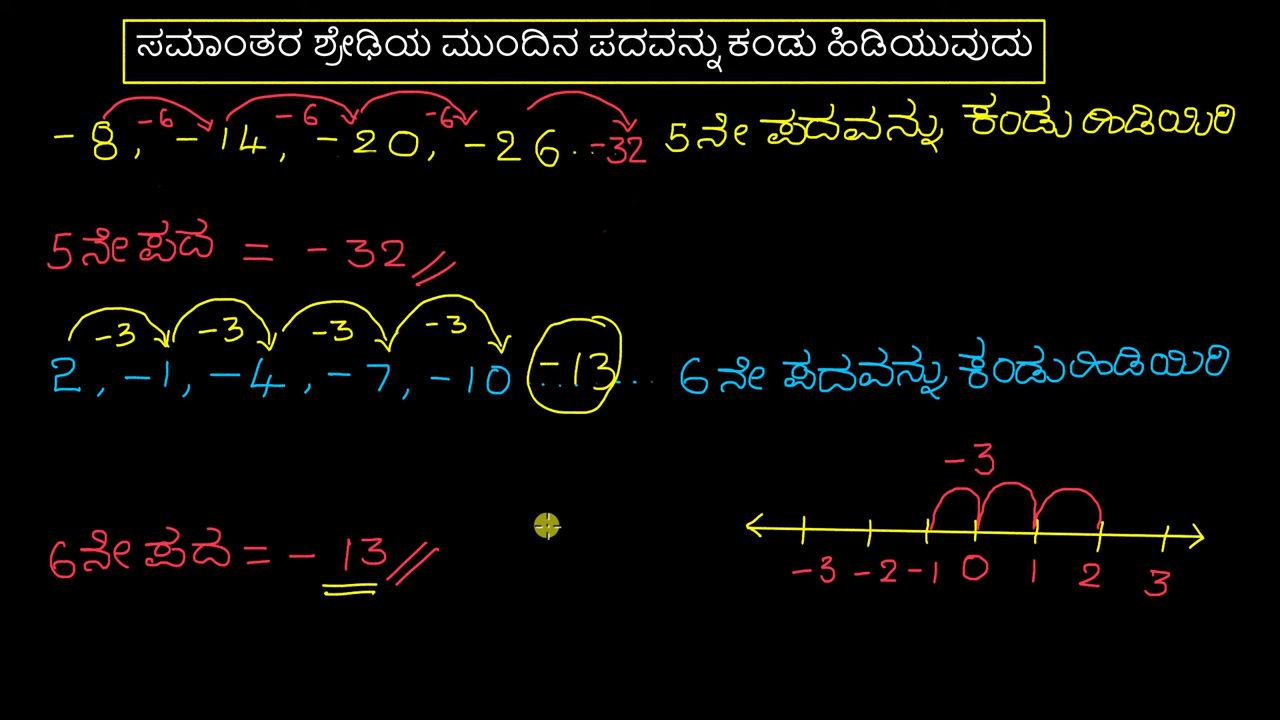 ಸಮಾಂತರ ಶ್ರೇಢಿಯ ಮುಂದಿನ ಪದವನ್ನು ಕಂಡು ಹಿಡಿಯುವುದು
-6 -6 -6
-8, -14, -20, -26... -32 5ನೇ ಪದವನ್ನು ಕಂಡುಹಿಡಿಯಿರಿ
5ನೇ ಪದ = -32//
-3 -3 -3 -3
2, -1, -4, -7, -10 ... -13 ... 6ನೇ ಪದವನ್ನು ಕಂಡುಹಿಡಿಯಿರಿ
-3
6ನೇ ಪದ = -13//
-3 -2 -1 0 1 2 3